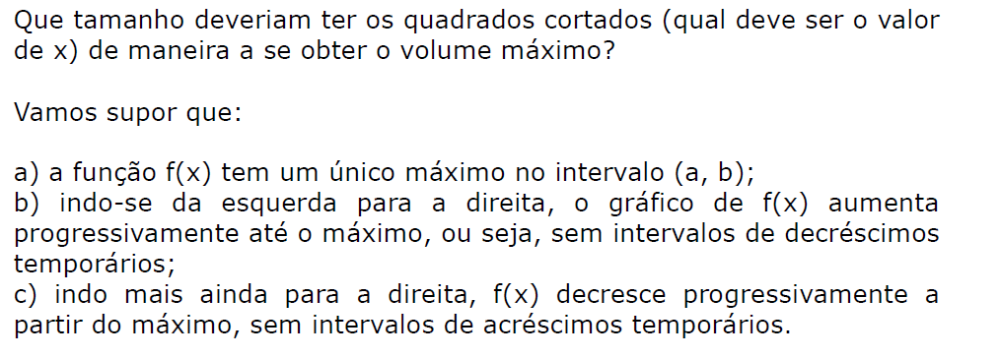 Que tamanho deveriam ter os quadrados cortados (qual deve ser o valor
de x) de maneira a se obter o volume máximo?
Vamos supor que:
a) a função f(x) tem um único máximo no intervalo (a, b);
b) indo-se da esquerda para a direita, o gráfico de f(x) aumenta
progressivamente até o máximo, ou seja, sem intervalos de decréscimos
temporários;
c) indo mais ainda para a direita, f(x) decresce progressivamente a
partir do máximo, sem intervalos de acréscimos temporários.